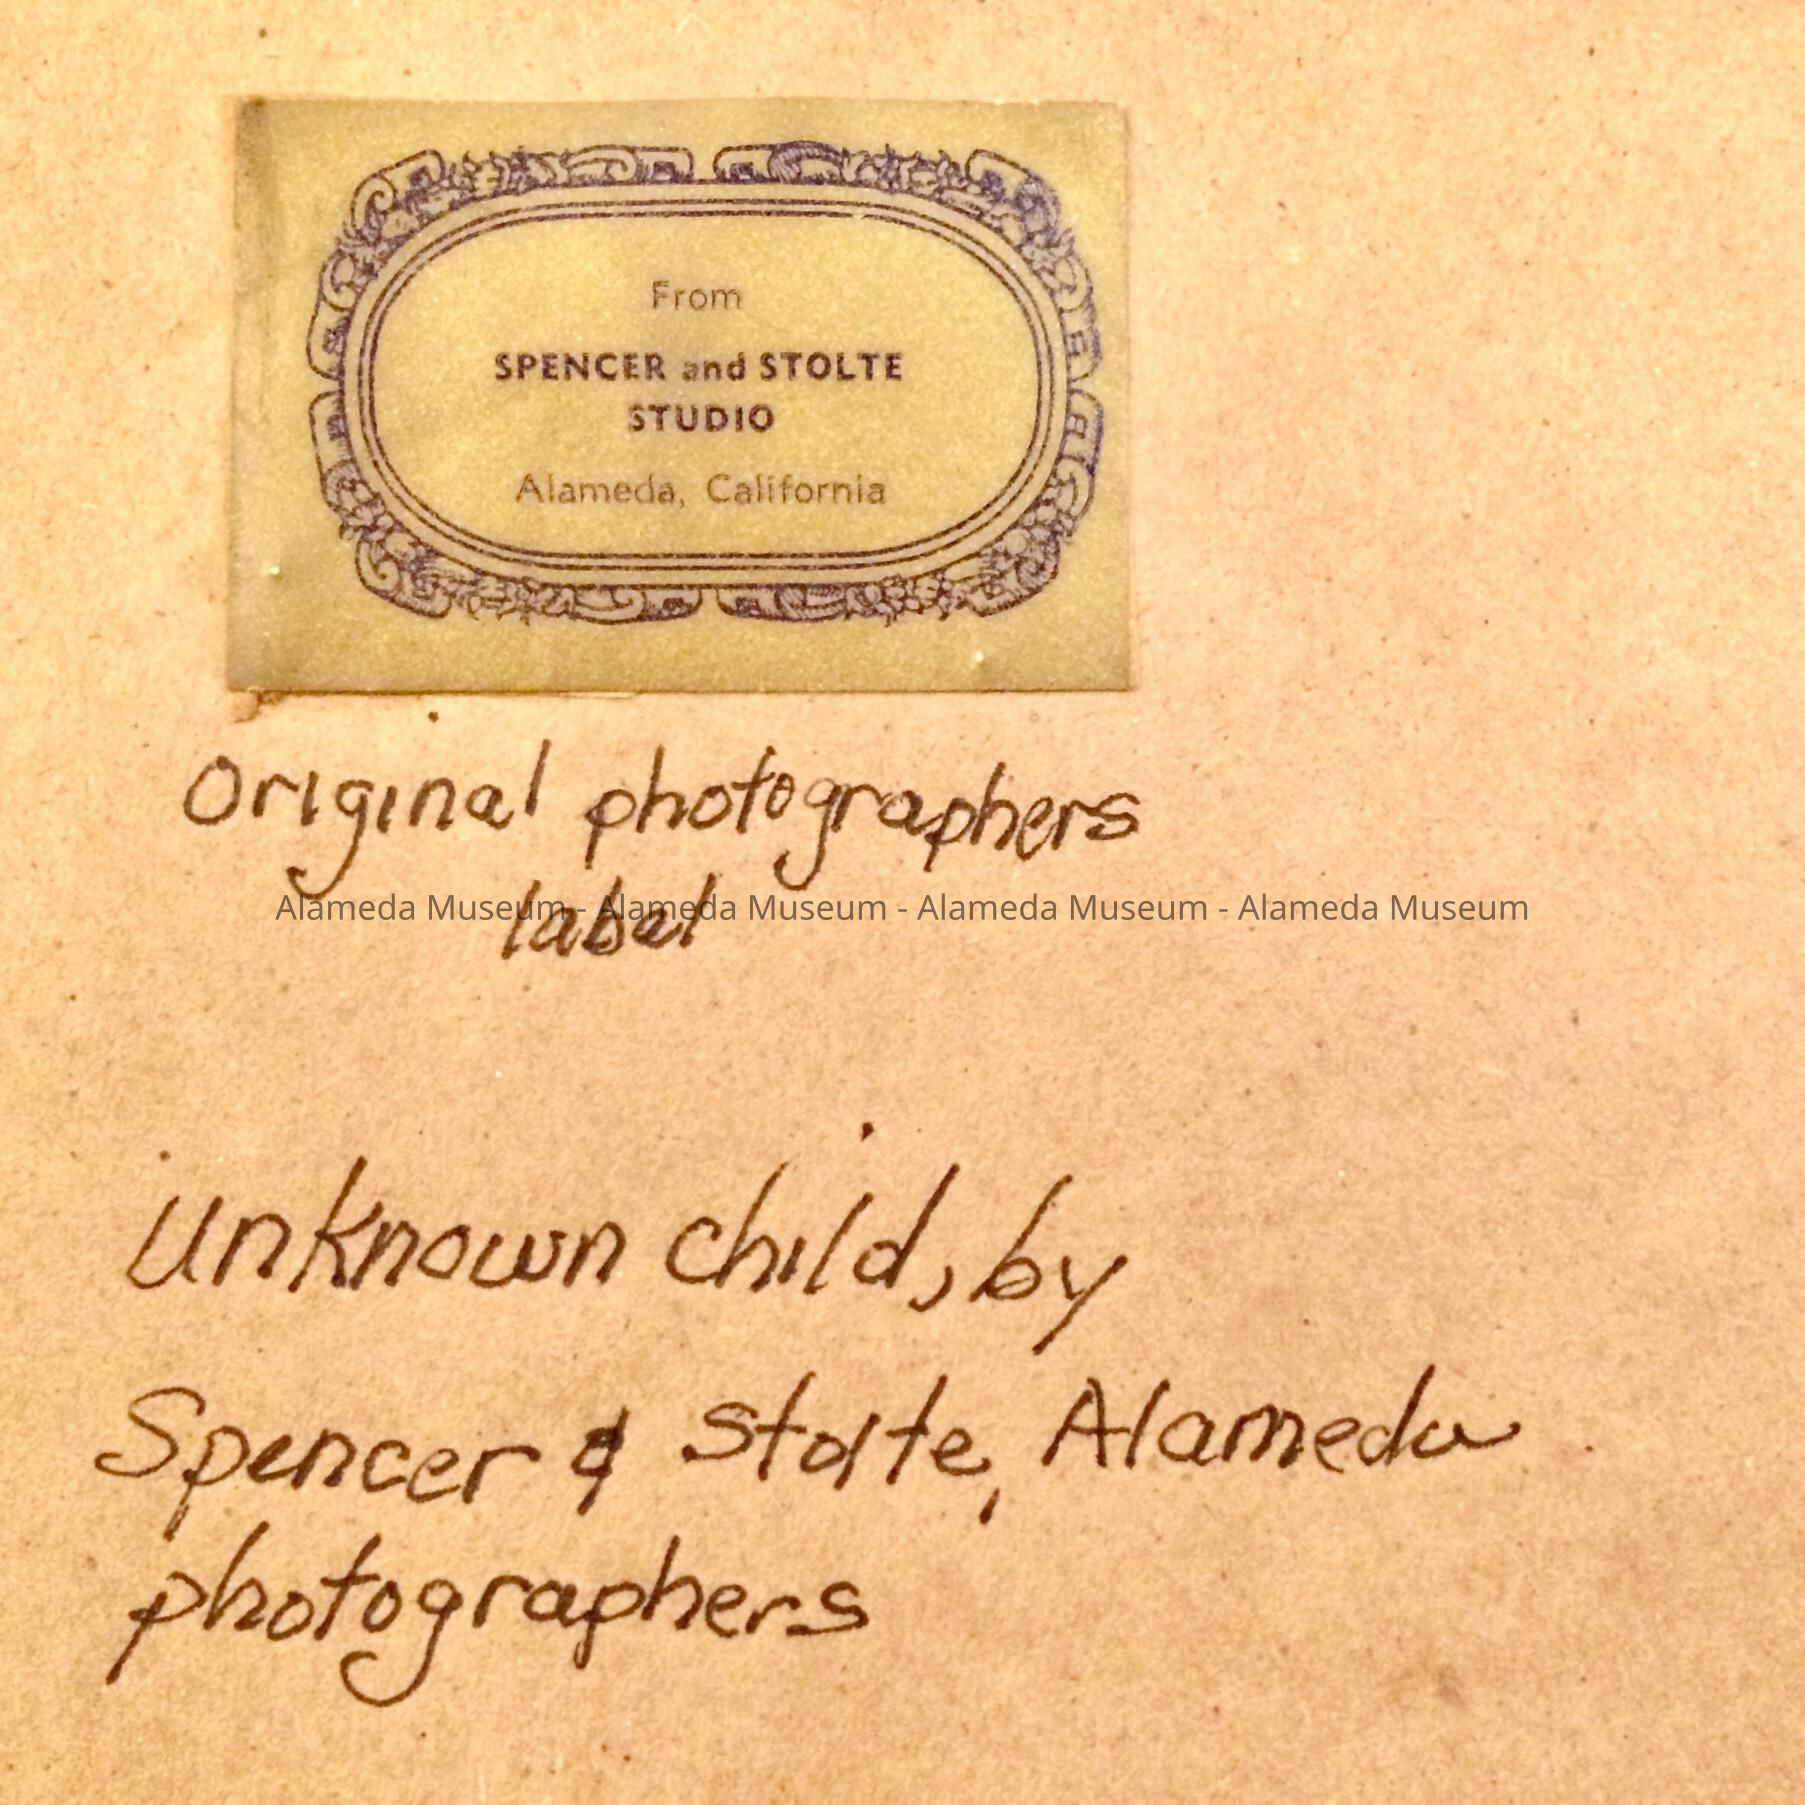 From
SPENCER and STOLTE
STUDIO
Alameda, California
Original photographers
label
Alameda Museum - Alameda Museum - Alameda Museum - Alameda Museum
Unknown child, by
Spencer & Stolte, Alameda
photographers